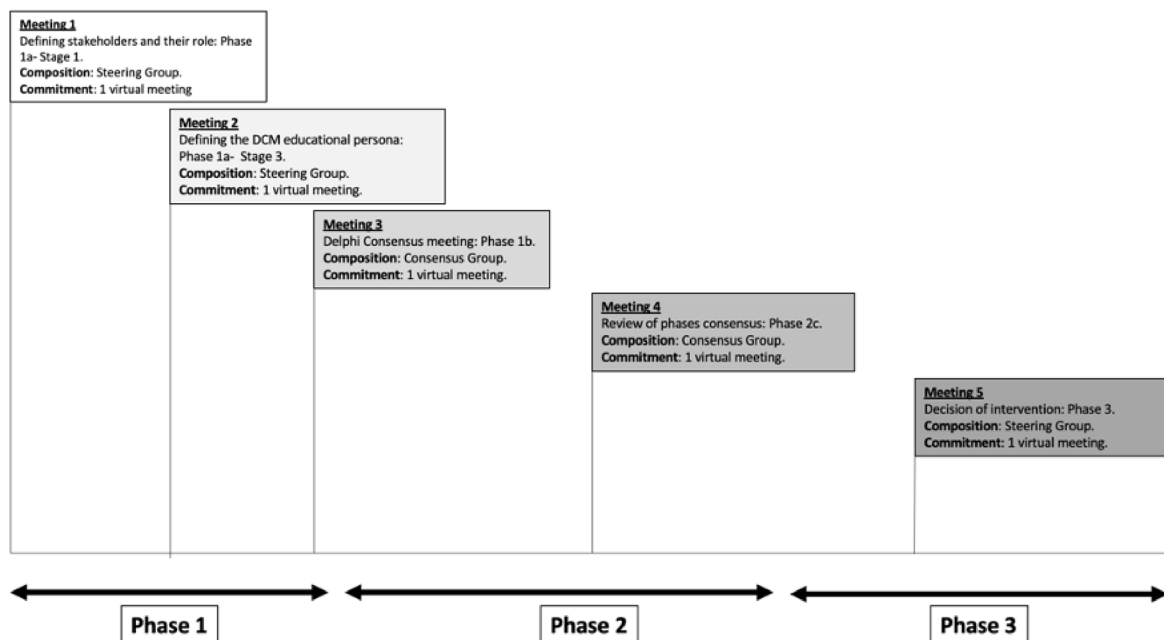 Meeting 1
Defining stakeholders and their role: Phase
1a- Stage 1.
Composition: Steering Group.
Commitment: 1 virtual meeting
Meeting 2
Defining the DCM educational persona:
Phase 1a-  Stage 3.
Composition: Steering Group.
Commitment: 1 virtual meeting.
Meeting 3
Delphi Consensus meeting: Phase 1b.
Composition: Consensus Group.
Commitment: 1 virtual meeting.
Meeting 4
Review of phases consensus: Phase 2c.
Composition: Consensus Group.
Commitment: 1 virtual meeting.
Meeting 5
Decision of intervention: Phase 3.
Composition: Steering Group.
Commitment: 1 virtual meeting.
Phase 1
Phase 2
Phase 3